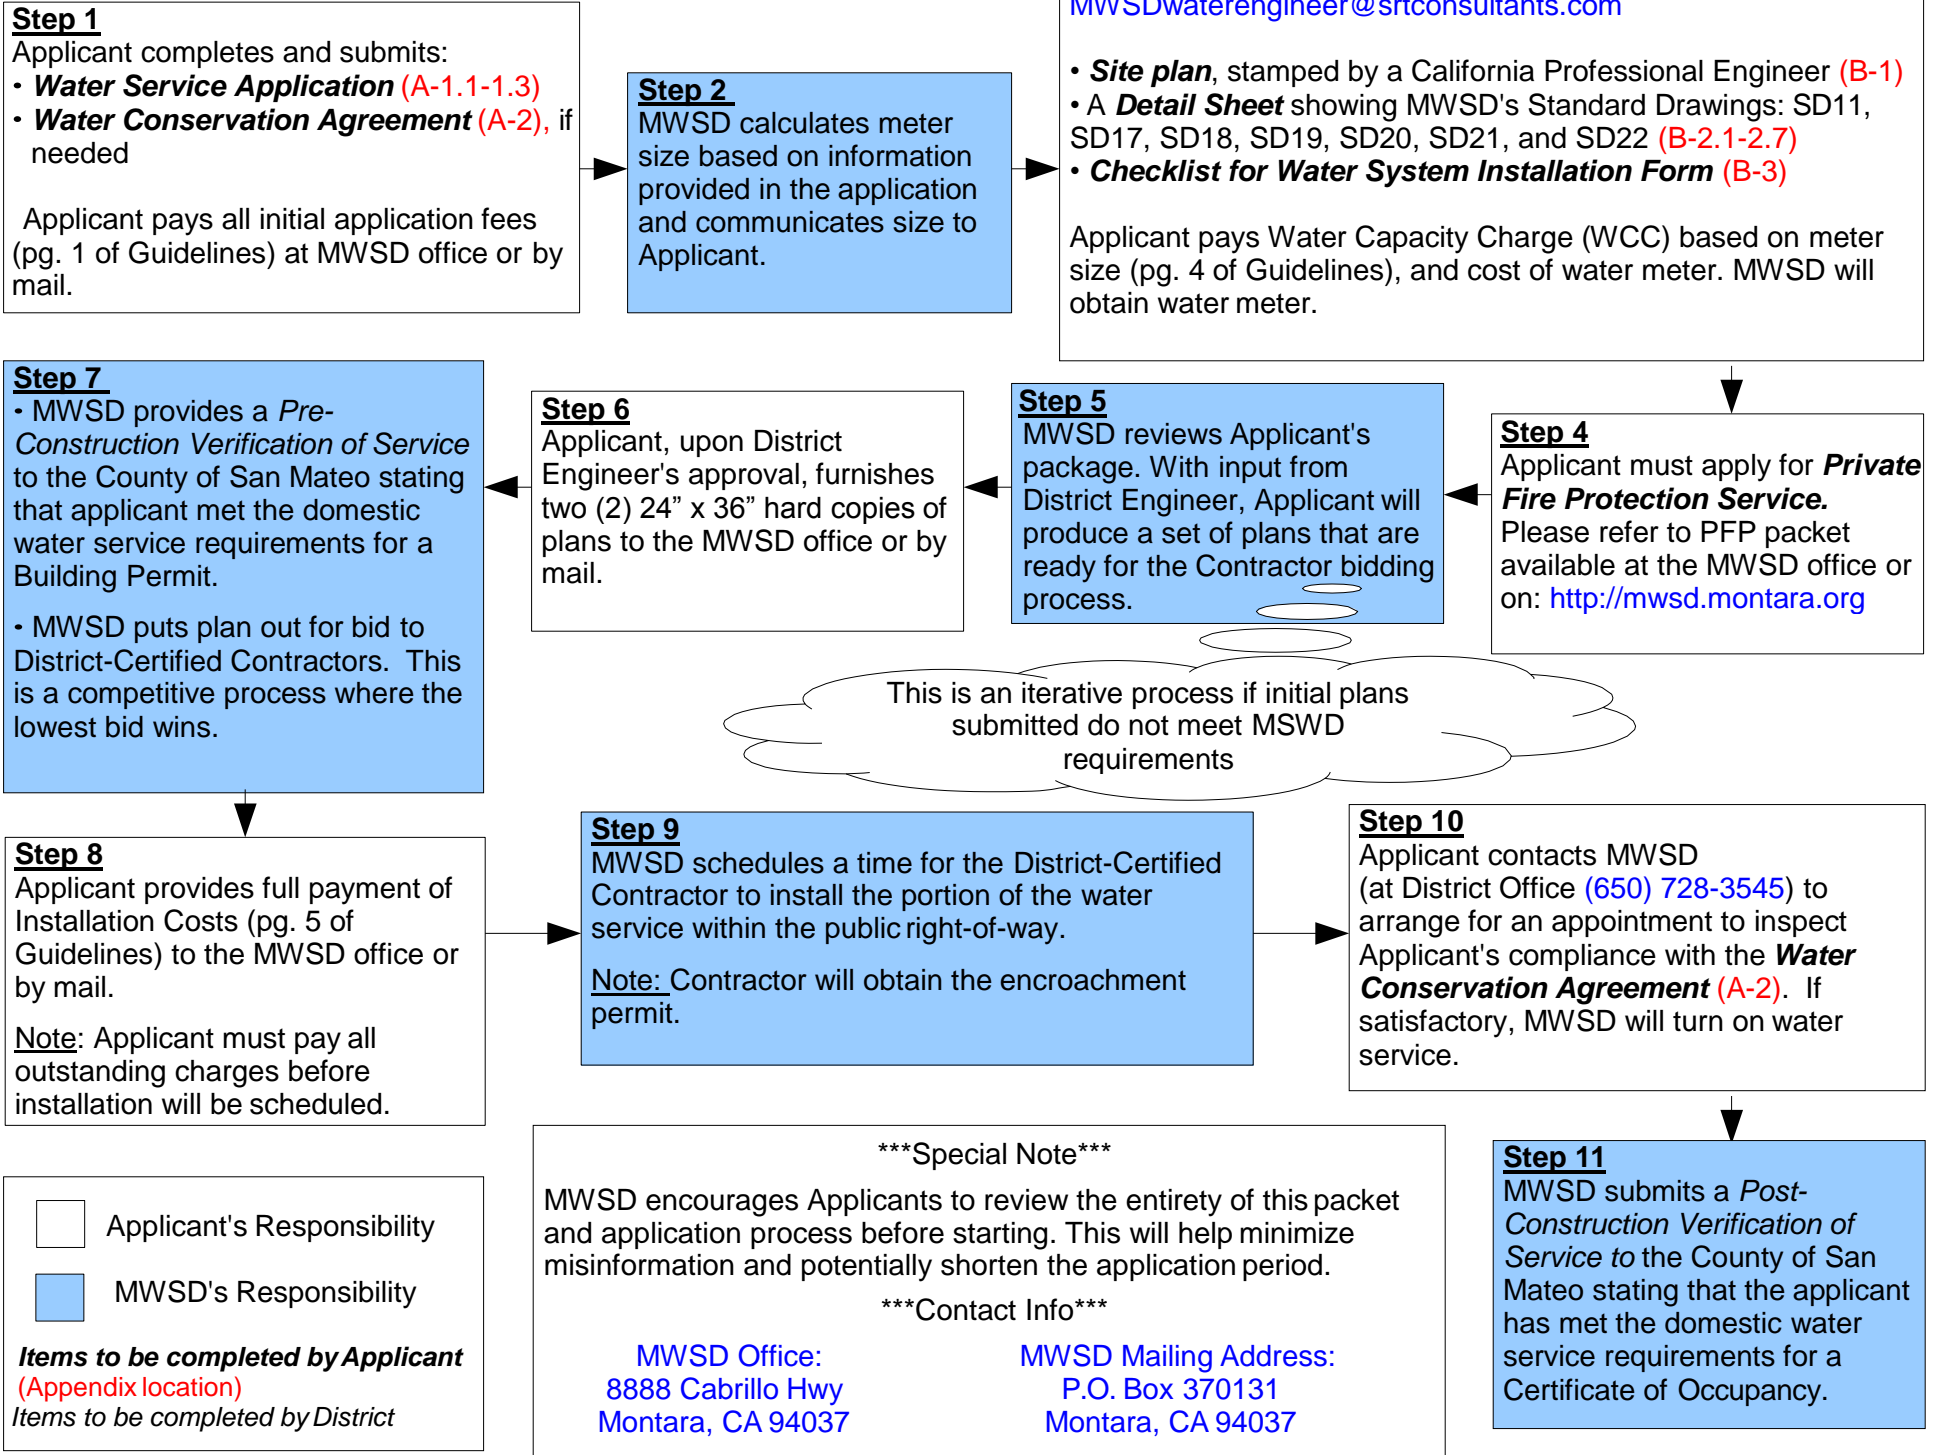 Step 1
Applicant completes and submits:
• Water Service Application (A-1.1-1.3)
• Water Conservation Agreement (A-2), if
needed
Applicant pays all initial application fees
(pg. 1 of Guidelines) at MWSD office or by
mail.
Step 2
MWSD calculates meter
size based on information
provided in the application
and communicates size to
Applicant.
MWSDwaterengineer@srtconsultants.com
• Site plan, stamped by a California Professional Engineer (B-1)
• A Detail Sheet showing MWSD's Standard Drawings: SD11,
SD17, SD18, SD19, SD20, SD21, and SD22 (B-2.1-2.7)
• Checklist for Water System Installation Form (B-3)
Applicant pays Water Capacity Charge (WCC) based on meter
size (pg. 4 of Guidelines), and cost of water meter. MWSD will
obtain water meter.
Step 4
Applicant must apply for Private
Fire Protection Service.
Please refer to PFP packet
available at the MWSD office or
on: http://mwsd.montara.org
Step 5
MWSD reviews Applicant's
package. With input from
District Engineer, Applicant will
produce a set of plans that are
ready for the Contractor bidding
process.
This is an iterative process if initial plans
submitted do not meet MSWD
requirements
Step 6
Applicant, upon District
Engineer's approval, furnishes
two (2) 24” x 36” hard copies of
plans to the MWSD office or by
mail.
Step 7
• MWSD provides a Pre-
Construction Verification of Service
to the County of San Mateo stating
that applicant met the domestic
water service requirements for a
Building Permit.
• MWSD puts plan out for bid to
District-Certified Contractors. This
is a competitive process where the
lowest bid wins.
Step 8
Applicant provides full payment of
Installation Costs (pg. 5 of
Guidelines) to the MWSD office or
by mail.
Note: Applicant must pay all
outstanding charges before
installation will be scheduled.
Step 9
MWSD schedules a time for the District-Certified
Contractor to install the portion of the water
service within the public right-of-way.
Note: Contractor will obtain the encroachment
permit.
Step 10
Applicant contacts MWSD
(at District Office (650) 728-3545) to
arrange for an appointment to inspect
Applicant's compliance with the Water
Conservation Agreement (A-2). If
satisfactory, MWSD will turn on water
service.
Step 11
MWSD submits a Post-
Construction Verification of
Service to the County of San
Mateo stating that the applicant
has met the domestic water
service requirements for a
Certificate of Occupancy.
Applicant's Responsibility
MWSD's Responsibility
Items to be completed by Applicant
(Appendix location)
Items to be completed by District
***Special Note***
MWSD encourages Applicants to review the entirety of this packet
and application process before starting. This will help minimize
misinformation and potentially shorten the application period.
***Contact Info***
MWSD Office:
8888 Cabrillo Hwy
Montara, CA 94037
MWSD Mailing Address:
P.O. Box 370131
Montara, CA 94037